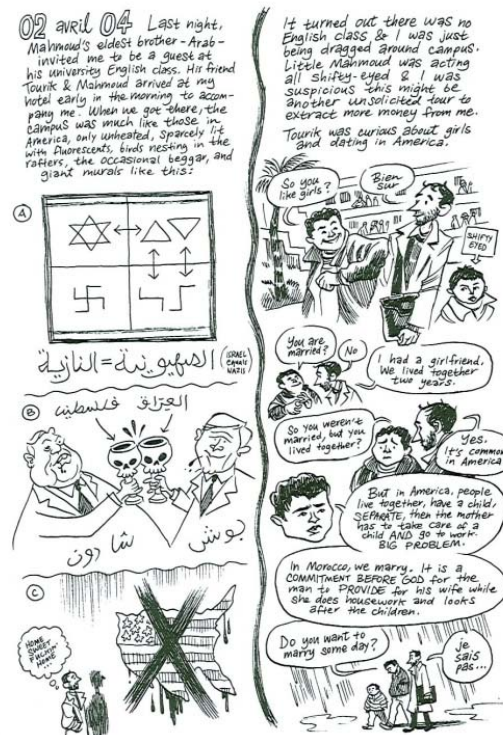 02 avril 04 Last night,
Mahmoud's eldest brother - Arab -
invited me to be a guest at
his university English class. His friend
Tourik & Mahmoud arrived at my
hotel early in the morning to accom-
pany me. When we got there, the
campus was much like those in
America, only unheated, sparcely lit
with fluorescents, birds nesting in the
rafters, the occasional beggar, and
giant murals like this:
A
الصهيونية = النازية
(ISRAEL
EQUALS
NAZIS)
B
العراق فلسطين
شارون بوش
C
HOME
SWEET
HOME
It turned out there was no
English class, & I was just
being dragged around campus.
Little Mahmoud was acting
all shifty-eyed & I was
suspicious this might be
another unsolicited tour to
extract more money from me.
Tourik was curious about girls
and dating in America.
So you
like girls?
Bien
sur
SHIFTY
EYED
You are
married?
No
I had a girlfriend.
We lived together
two years.
So you weren't
married, but you
lived together?
Yes.
It's common
in America
But in America, people
live together, have a child,
SEPARATE, then the mother
has to take care of a
child AND go to work.
BIG PROBLEM.
In Morocco, we marry. It is a
COMMITMENT BEFORE GOD for the
man to PROVIDE for his wife while
she does housework and looks
after the children.
Do you want to
marry some day?
je
sais
pas...